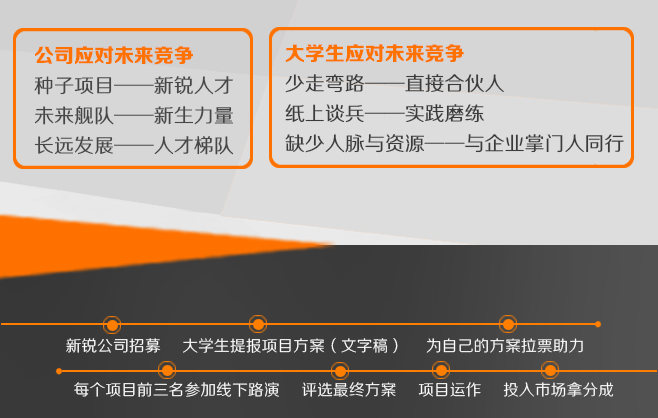 公司应对未来竞争
种子项目——新锐人才
未来舰队——新生力量
长远发展——人才梯队
大学生应对未来竞争
少走弯路——直接合伙人
纸上谈兵——实践磨练
缺少人脉与资源——与企业掌门人同行
新锐公司招募
大学生提报项目方案（文字稿）
为自己的方案拉票助力
每个项目前三名参加线下路演
评选最终方案
项目运作
投入市场拿分成